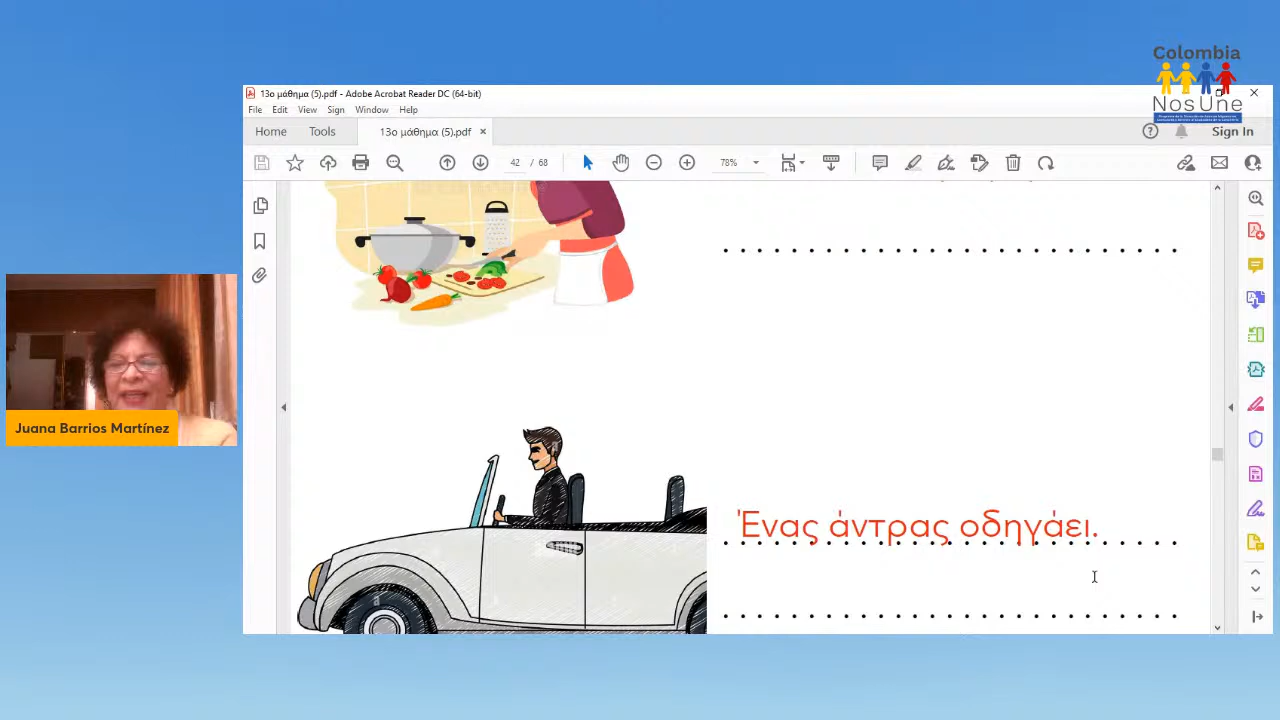 Colombia
NosUne
13ο μάθημα (5).pdf - Adobe Acrobat Reader DC (64-bit)
File Edit View Sign Window Help
Home Tools 13ο μάθημα (5).pdf × Sign In
42 / 68 78%
Ένας άντρας οδηγάει.
Juana Barrios Martínez